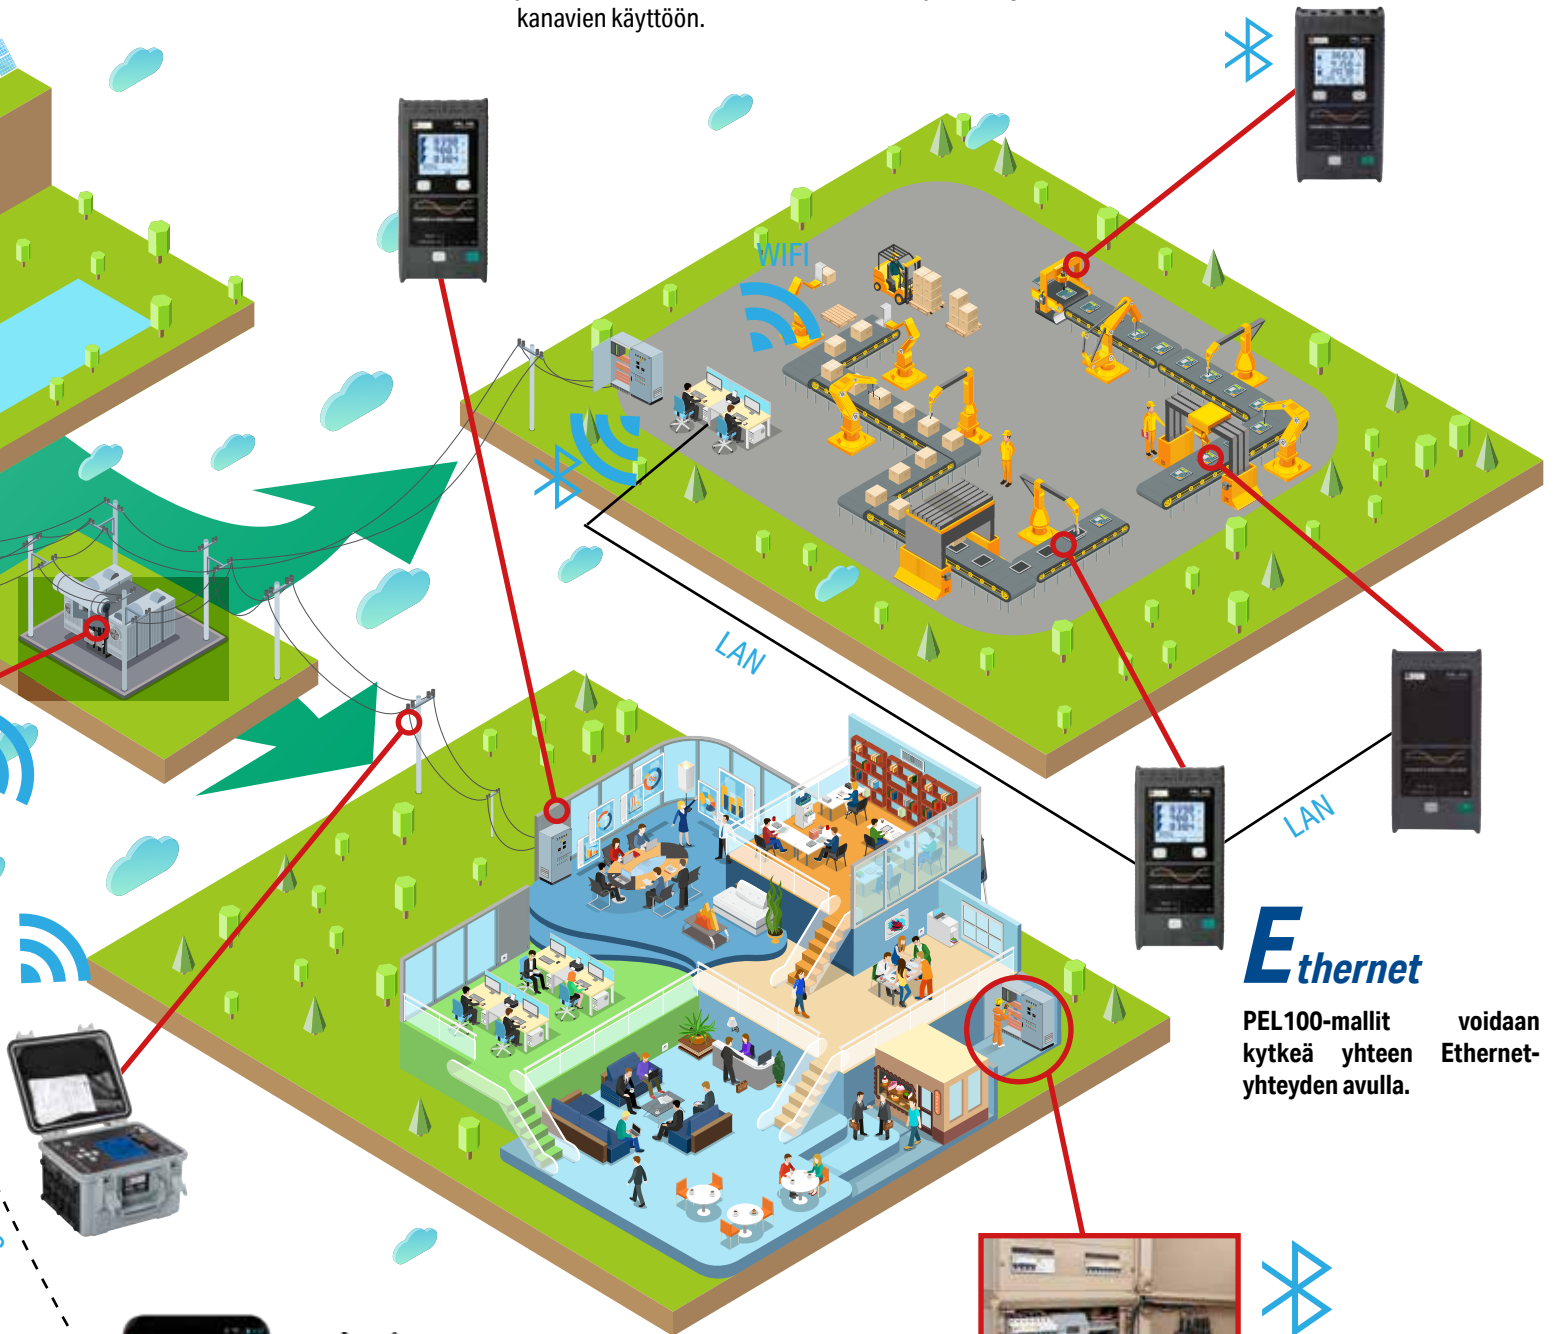 kanavien käyttöön.
WIFI
LAN
LAN
Ethernet
PEL100-mallit voidaan
kytkeä yhteen Ethernet-
yhteyden avulla.